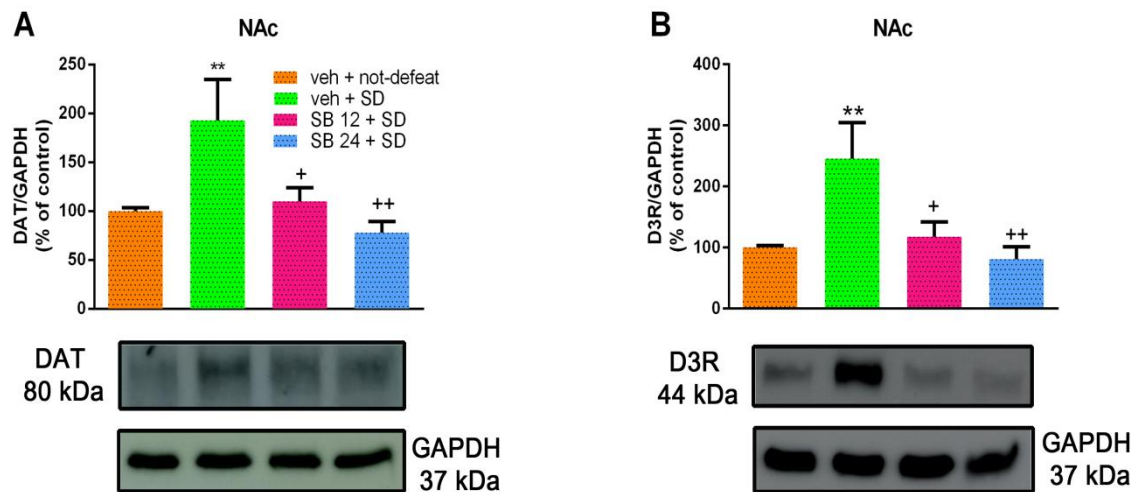 A
NAc
DAT/GAPDH
(% of control)
250
200
150
100
50
0
**
+
++
veh + not-defeat
veh + SD
SB 12 + SD
SB 24 + SD
DAT
80 kDa
GAPDH
37 kDa
B
NAc
D3R/GAPDH
(% of control)
400
300
200
100
0
**
+
++
D3R
44 kDa
GAPDH
37 kDa